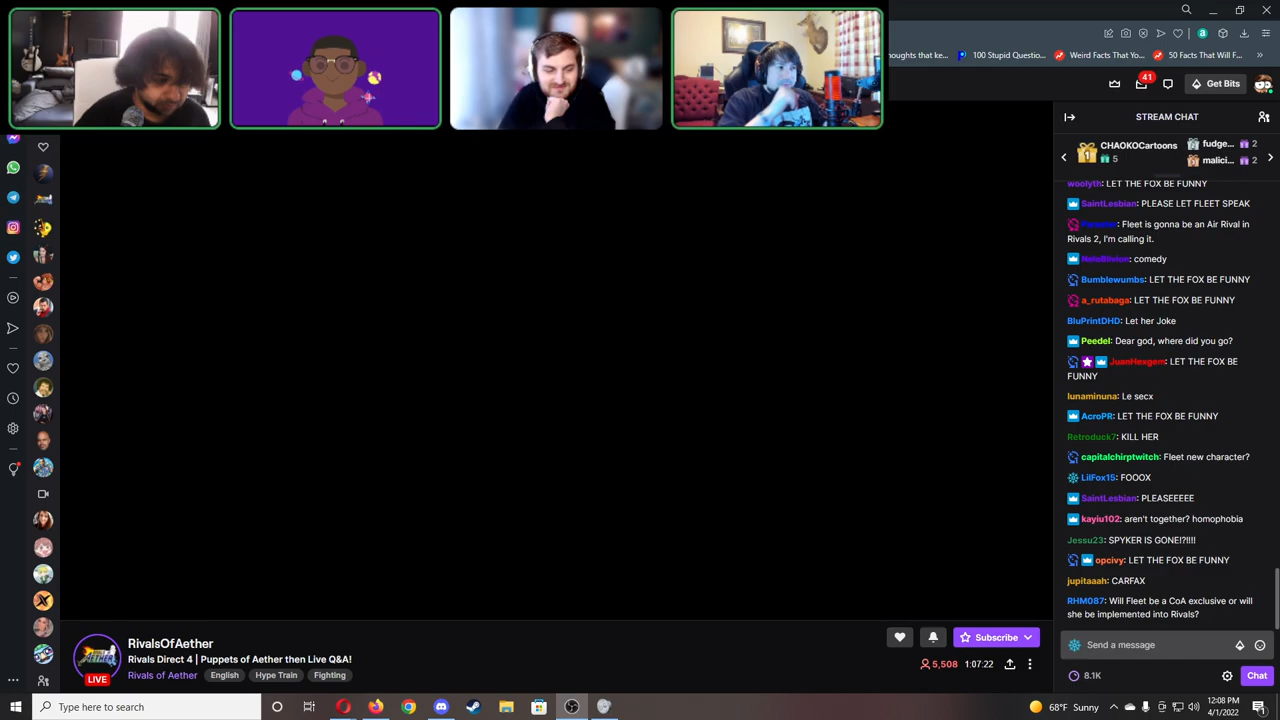 houghts that ke...
100 Stupid Questio...
Weird Facts That Yo...
50 Facts That Will F...
41
Get Bits
STREAM CHAT
CHAOKOCartoons
5
fudge... 2
malici... 2
woolyth: LET THE FOX BE FUNNY
SaintLesbian: PLEASE LET FLEET SPEAK
: Fleet is gonna be an Air Rival in
Rivals 2, I'm calling it.
: comedy
Bumblewumbs: LET THE FOX BE FUNNY
a_rutabaga: LET THE FOX BE FUNNY
BluPrintDHD: Let her Joke
Peedel: Dear god, where did you go?
JuanHexgem: LET THE FOX BE
FUNNY
lunaminuna: Le secx
AcroPR: LET THE FOX BE FUNNY
Retroduck7: KILL HER
capitalchirptwitch: Fleet new character?
LilFox15: FOOOX
SaintLesbian: PLEASEEEEE
kayiu102: aren't together? homophobia
Jessu23: SPYKER IS GONE!?!!!!
opcivy: LET THE FOX BE FUNNY
jupitaaah: CARFAX
RHM087: Will Fleet be a CoA exclusive or will
she be implemented into Rivals?
Send a message
8.1K
Chat
RivalsOfAether
Rivals Direct 4 | Puppets of Aether then Live Q&A!
Rivals of Aether English Hype Train Fighting
LIVE
Subscribe
5,508 1:07:22
Type here to search
68°F Sunny
12:08 PM
4/1/2022